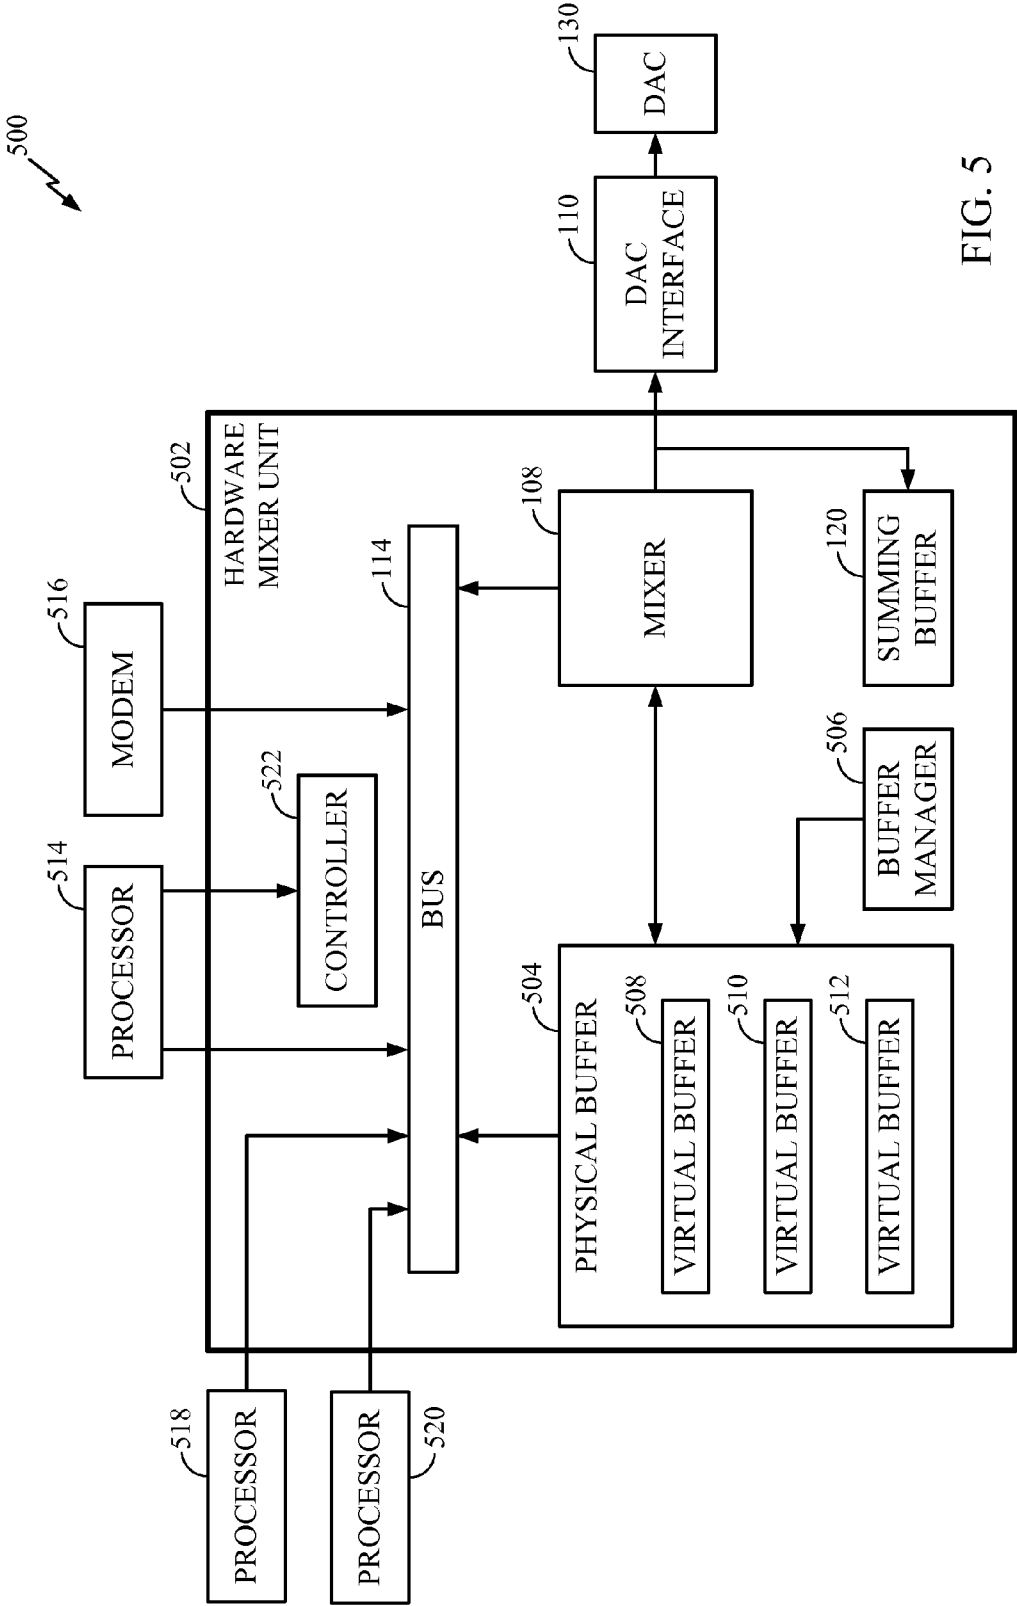 500
516
MODEM
514
PROCESSOR
502
HARDWARE
MIXER UNIT
522
CONTROLLER
518
PROCESSOR
520
PROCESSOR
114
BUS
504
PHYSICAL BUFFER
508
VIRTUAL BUFFER
510
VIRTUAL BUFFER
512
VIRTUAL BUFFER
108
MIXER
506
BUFFER
MANAGER
120
SUMMING
BUFFER
110
DAC
INTERFACE
130
DAC
FIG. 5